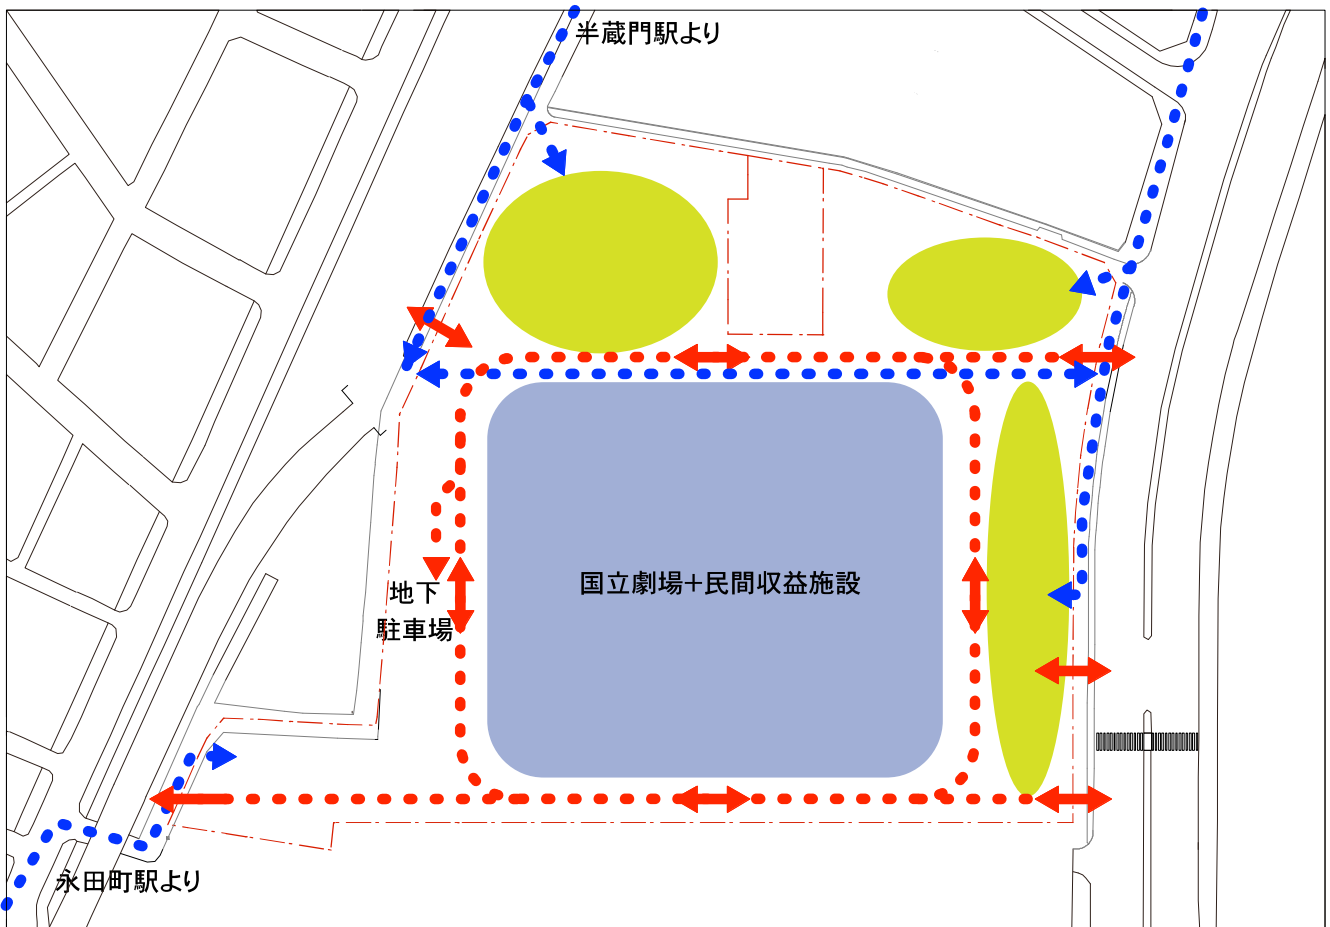 半蔵門駅より
国立劇場＋民間収益施設
地下
駐車場
永田町駅より